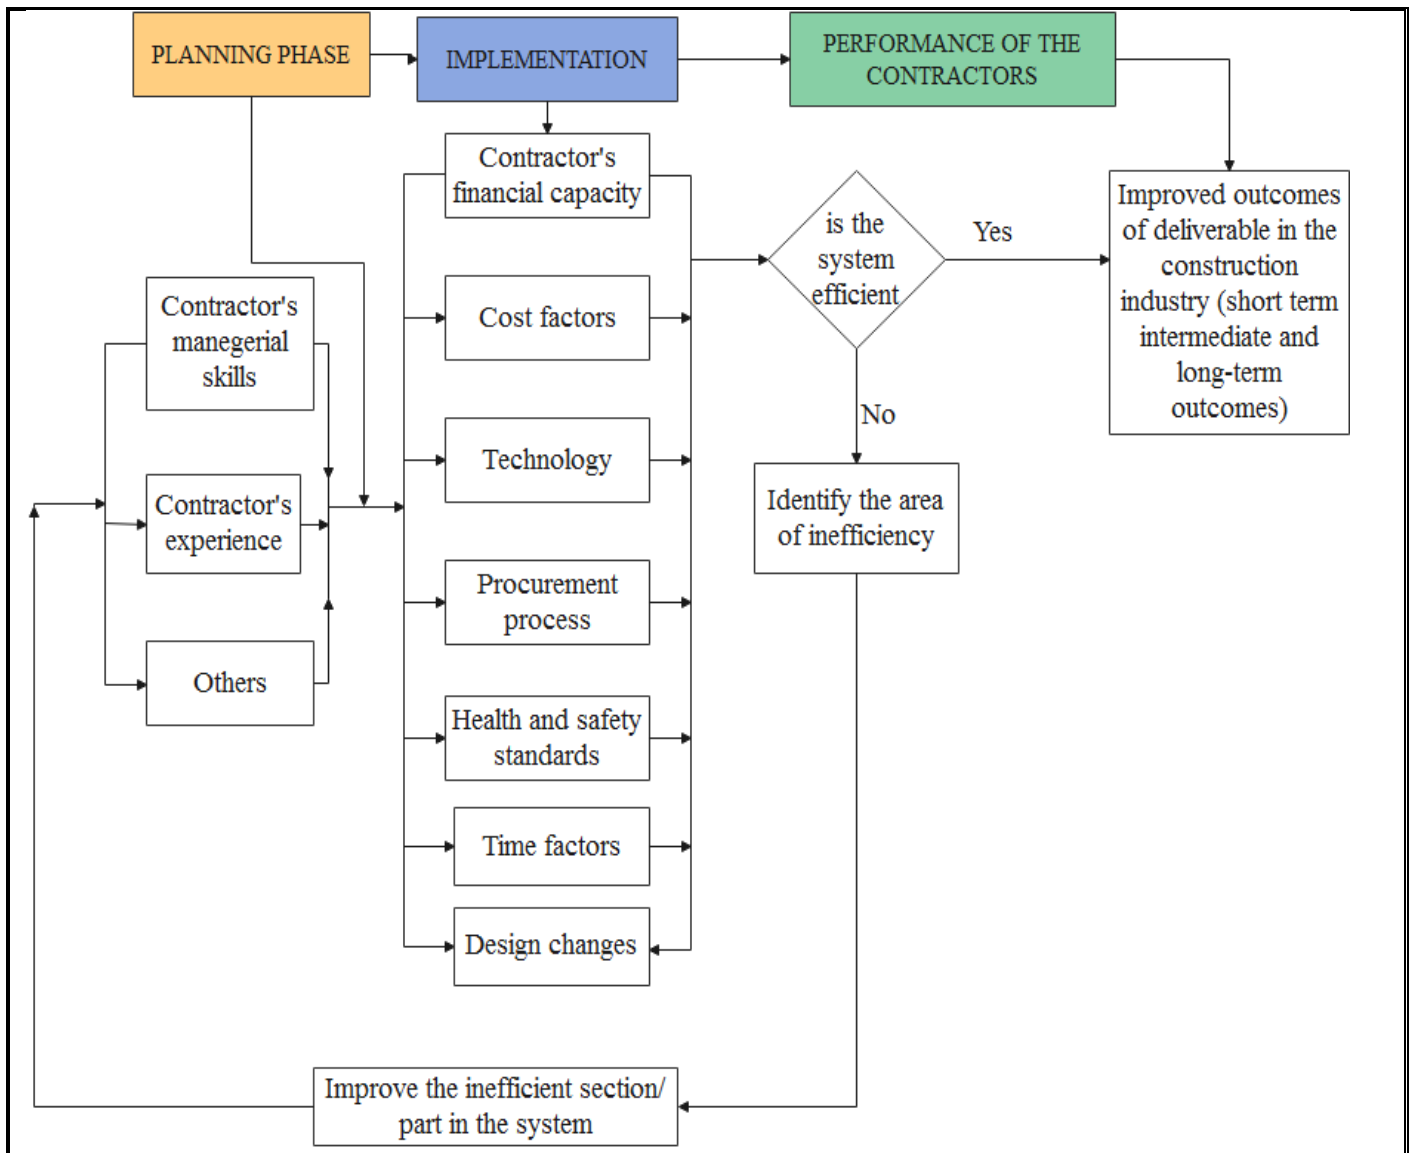 PLANNING PHASE
IMPLEMENTATION
PERFORMANCE OF THE
CONTRACTORS
Contractor's
financial capacity
Improved outcomes
of deliverable in the
construction
industry (short term
intermediate and
long-term
outcomes)
is the
system
efficient
Yes
Contractor's
manegerial
skills
Cost factors
No
Technology
Contractor's
experience
Identify the area
of inefficiency
Procurement
process
Others
Health and safety
standards
Time factors
Design changes
Improve the inefficient section/
part in the system